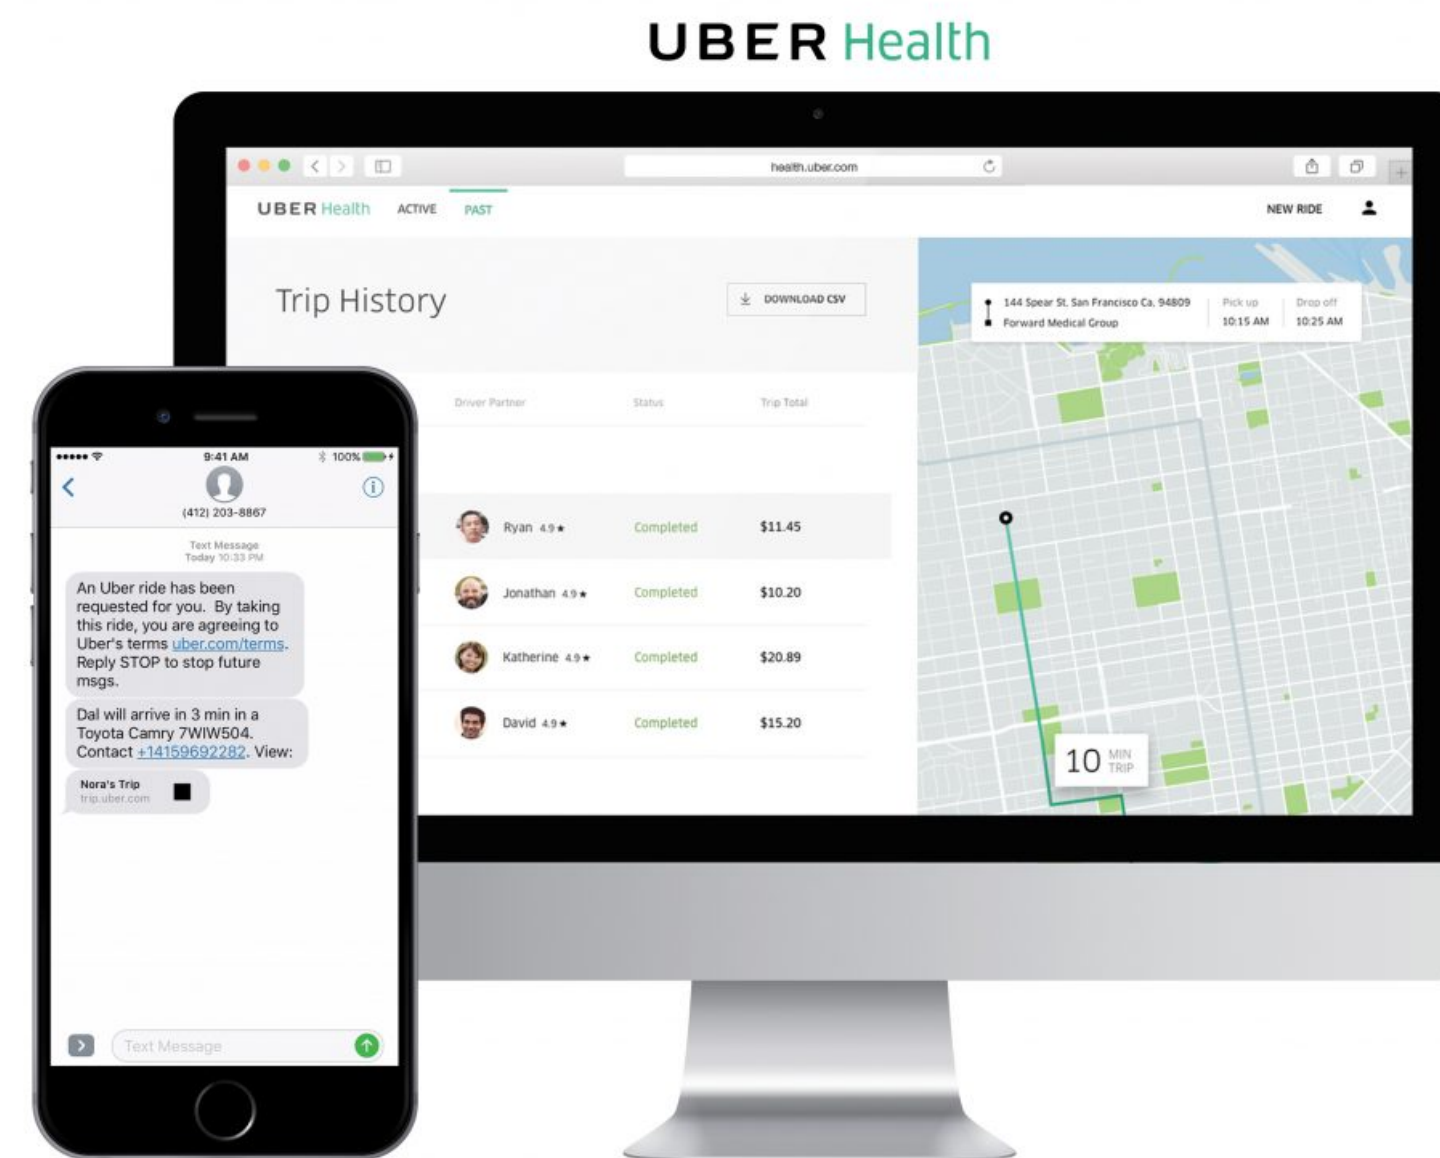 UBER Health
health.uber.com
UBER Health ACTIVE PAST NEW RIDE
Trip History
DOWNLOAD CSV
144 Spear St, San Francisco Ca, 94809
Forward Medical Group
Pick up
10:15 AM
Drop off
10:25 AM
Driver Partner Status Trip Total
Ryan 4.9★ Completed $11.45
Jonathan 4.9★ Completed $10.20
Katherine 4.9★ Completed $20.89
David 4.9★ Completed $15.20
10 MIN
TRIP
9:41 AM 100%
(412) 203-8867
Text Message
Today 10:33 PM
An Uber ride has been
requested for you. By taking
this ride, you are agreeing to
Uber's terms uber.com/terms.
Reply STOP to stop future
msgs.
Dal will arrive in 3 min in a
Toyota Camry 7WIW504.
Contact +14159692282. View:
Nora's Trip
trip.uber.com
Text Message